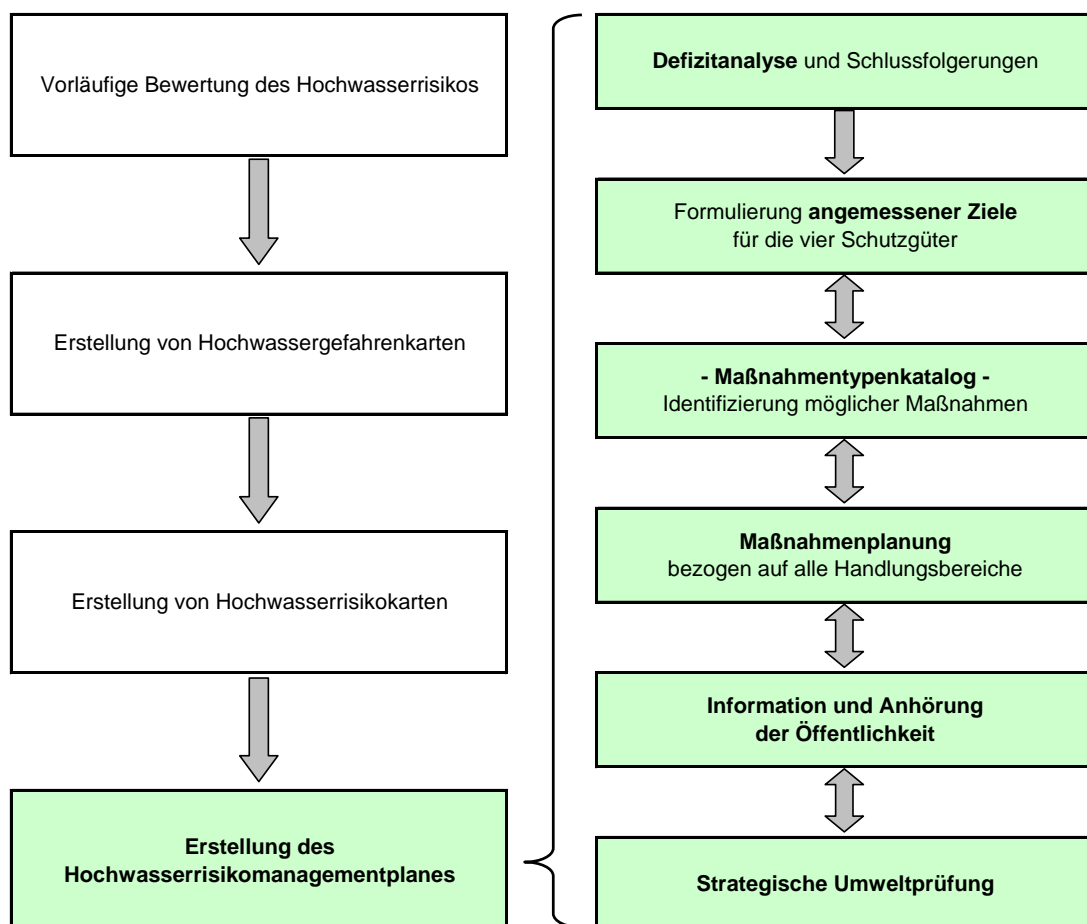 Vorläufige Bewertung des Hochwasserrisikos
Erstellung von Hochwassergefahrenkarten
Erstellung von Hochwasserrisikokarten
Erstellung des
Hochwasserrisikomanagementplanes
Defizitanalyse und Schlussfolgerungen
Formulierung angemessener Ziele
für die vier Schutzgüter
- Maßnahmentypenkatalog -
Identifizierung möglicher Maßnahmen
Maßnahmenplanung
bezogen auf alle Handlungsbereiche
Information und Anhörung
der Öffentlichkeit
Strategische Umweltprüfung